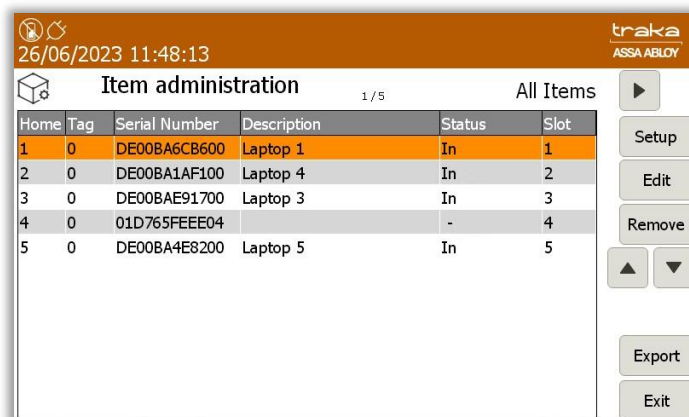 26/06/2023 11:48:13
traka
ASSA ABLOY
Item administration 1/5 All Items
Home Tag Serial Number Description Status Slot
1 0 DE00BA6CB600 Laptop 1 In 1
2 0 DE00BA1AF100 Laptop 4 In 2
3 0 DE00BAE91700 Laptop 3 In 3
4 0 01D765FEEE04 - 4
5 0 DE00BA4E8200 Laptop 5 In 5
Setup
Edit
Remove
Export
Exit